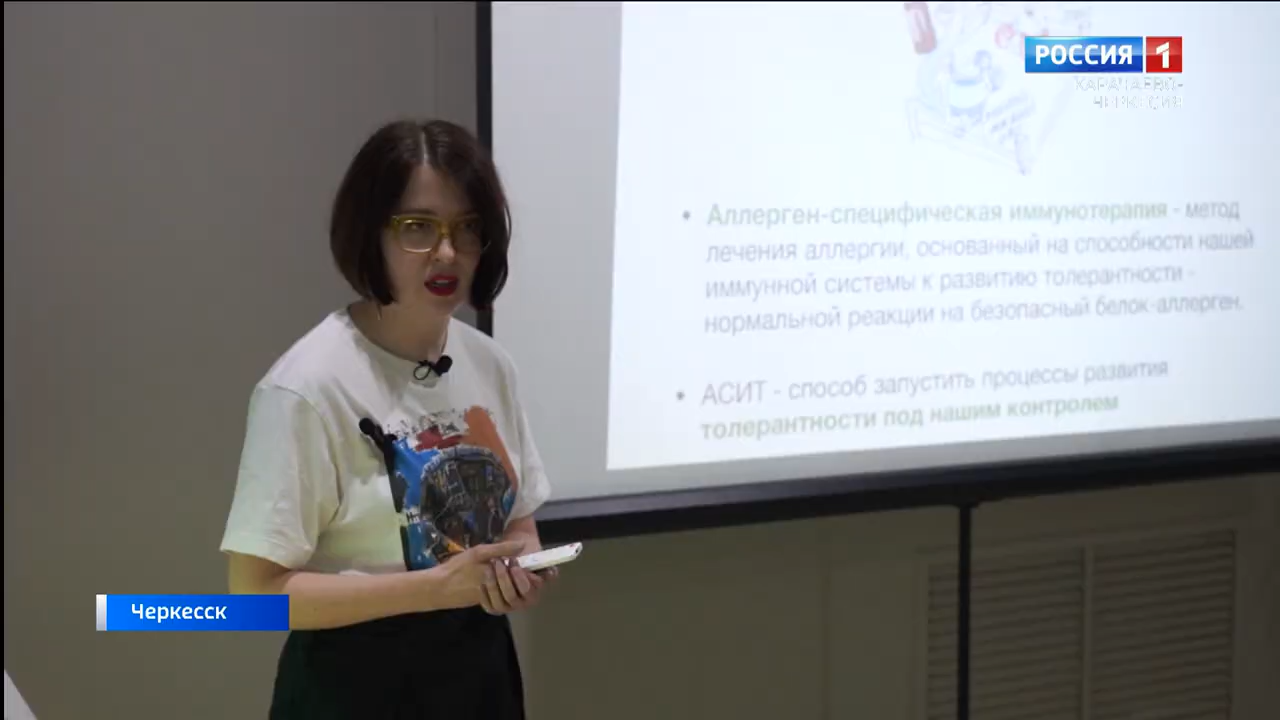 РОССИЯ 1
КАРАЧАЕВО-
ЧЕРКЕСИЯ
• Аллерген-специфическая иммунотерапия - метод
лечения аллергии, основанный на способности нашей
иммунной системы к развитию толерантности -
нормальной реакции на безопасный белок-аллерген.
• АСИТ - способ запустить процессы развития
толерантности под нашим контролем
Черкесск